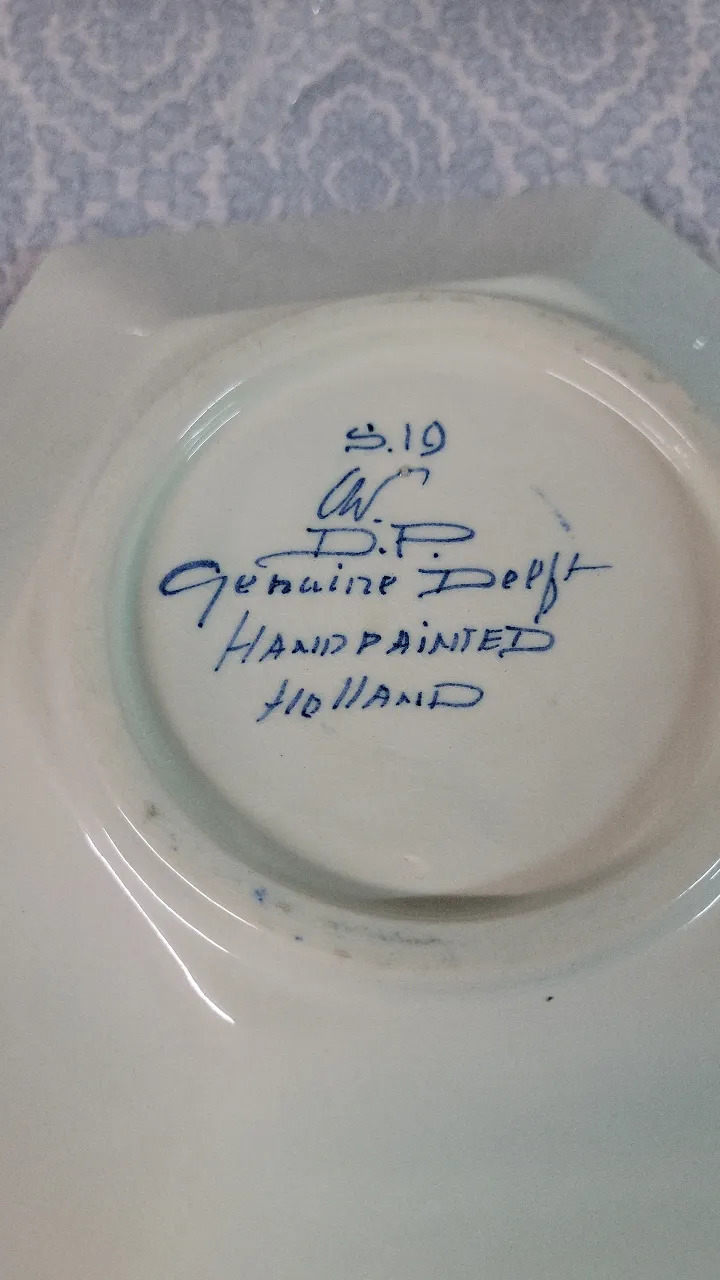 S.19
D.P.
Genuine Delft
HANDPAiNTED
HollAND